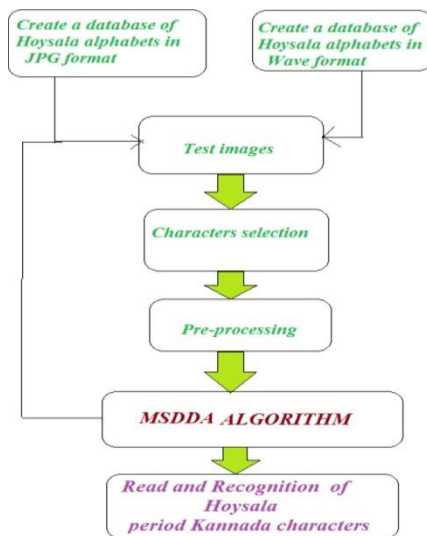 Create a database of
Hoysala alphabets in
JPG format
Create a database of
Hoysala alphabets in
Wave format
Test images
Characters selection
Pre-processing
MSDDA ALGORITHM
Read and Recognition of
Hoysala
period Kannada characters